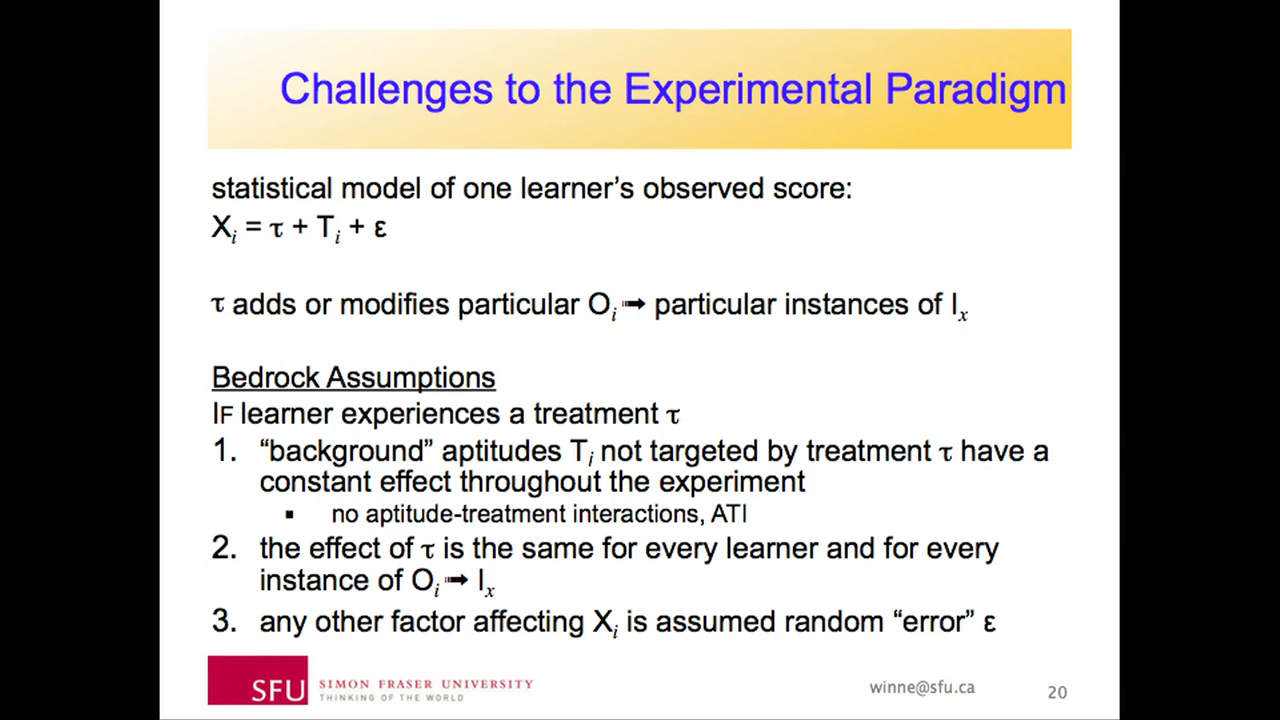 Challenges to the Experimental Paradigm
statistical model of one learner’s observed score:
Xi = τ + Ti + ε
τ adds or modifies particular Oi ➟ particular instances of Ix
Bedrock Assumptions
IF learner experiences a treatment τ
1. “background” aptitudes Ti not targeted by treatment τ have a
constant effect throughout the experiment
▪ no aptitude-treatment interactions, ATI
2. the effect of τ is the same for every learner and for every
instance of Oi ➟ Ix
3. any other factor affecting Xi is assumed random “error” ε
SFU SIMON FRASER UNIVERSITY
THINKING OF THE WORLD
winne@sfu.ca
20